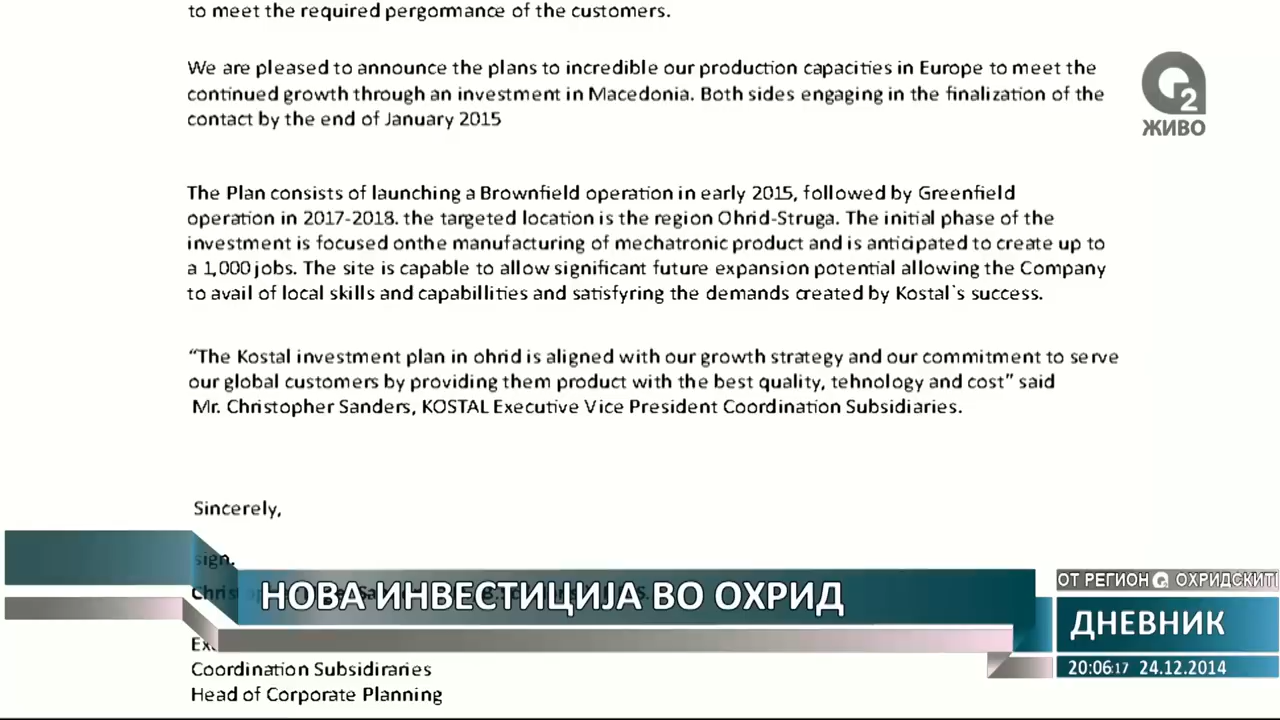 to meet the required pergormance of the customers.
We are pleased to announce the plans to incredible our production capacities in Europe to meet the
continued growth through an investment in Macedonia. Both sides engaging in the finalization of the
contact by the end of January 2015
The Plan consists of launching a Brownfield operation in early 2015, followed by Greenfield
operation in 2017-2018. the targeted location is the region Ohrid-Struga. The initial phase of the
investment is focused onthe manufacturing of mechatronic product and is anticipated to create up to
a 1,000 jobs. The site is capable to allow significant future expansion potential allowing the Company
to avail of local skills and capabillities and satisfyring the demands created by Kostal`s success.
“The Kostal investment plan in ohrid is aligned with our growth strategy and our commitment to serve
our global customers by providing them product with the best quality, tehnology and cost” said
Mr. Christopher Sanders, KOSTAL Executive Vice President Coordination Subsidiaries.
Sincerely,
sign.
Coordination Subsidiraries
Head of Corporate Planning
2
ЖИВО
НОВА ИНВЕСТИЦИЈА ВО ОХРИД
ОТ РЕГИОН 2 ОХРИДСКИТ
ДНЕВНИК
20:06:17 24.12.2014